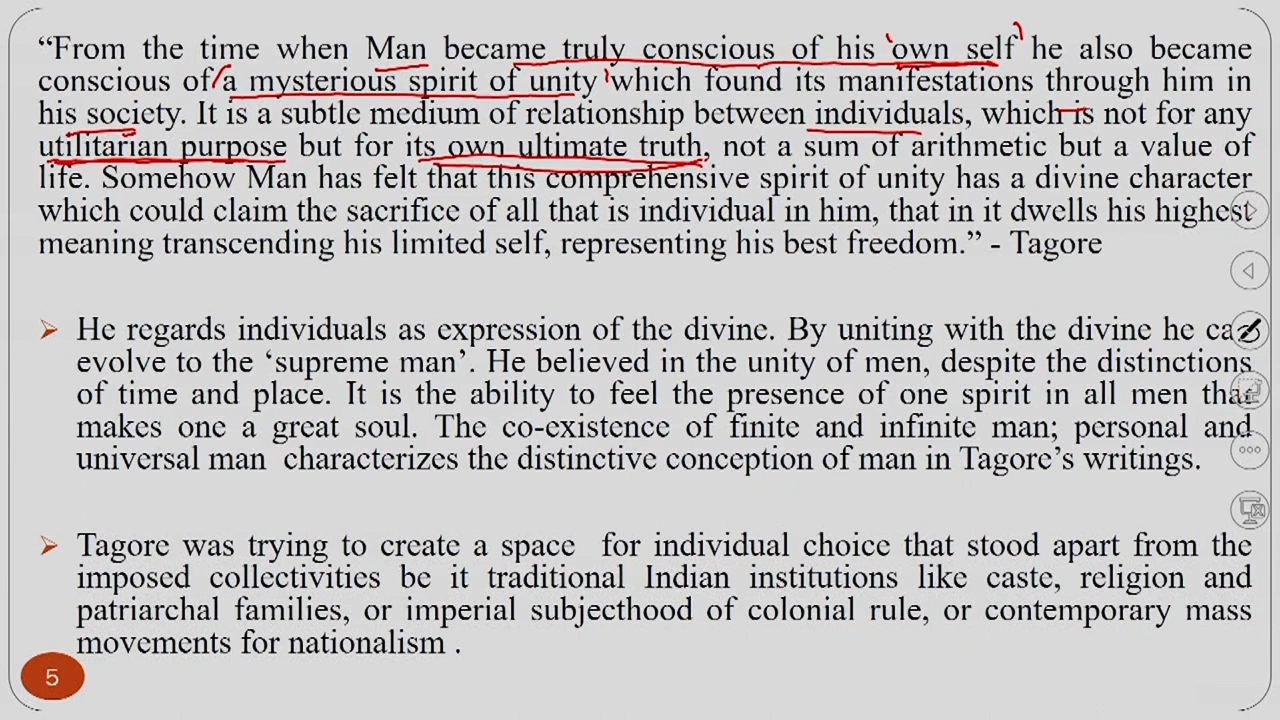 “From the time when Man became truly conscious of his own self he also became
conscious of a mysterious spirit of unity which found its manifestations through him in
his society. It is a subtle medium of relationship between individuals, which is not for any
utilitarian purpose but for its own ultimate truth, not a sum of arithmetic but a value of
life. Somehow Man has felt that this comprehensive spirit of unity has a divine character
which could claim the sacrifice of all that is individual in him, that in it dwells his highest
meaning transcending his limited self, representing his best freedom.” - Tagore
He regards individuals as expression of the divine. By uniting with the divine he can
evolve to the ‘supreme man’. He believed in the unity of men, despite the distinctions
of time and place. It is the ability to feel the presence of one spirit in all men that
makes one a great soul. The co-existence of finite and infinite man; personal and
universal man characterizes the distinctive conception of man in Tagore’s writings.
Tagore was trying to create a space for individual choice that stood apart from the
imposed collectivities be it traditional Indian institutions like caste, religion and
patriarchal families, or imperial subjecthood of colonial rule, or contemporary mass
movements for nationalism .
5